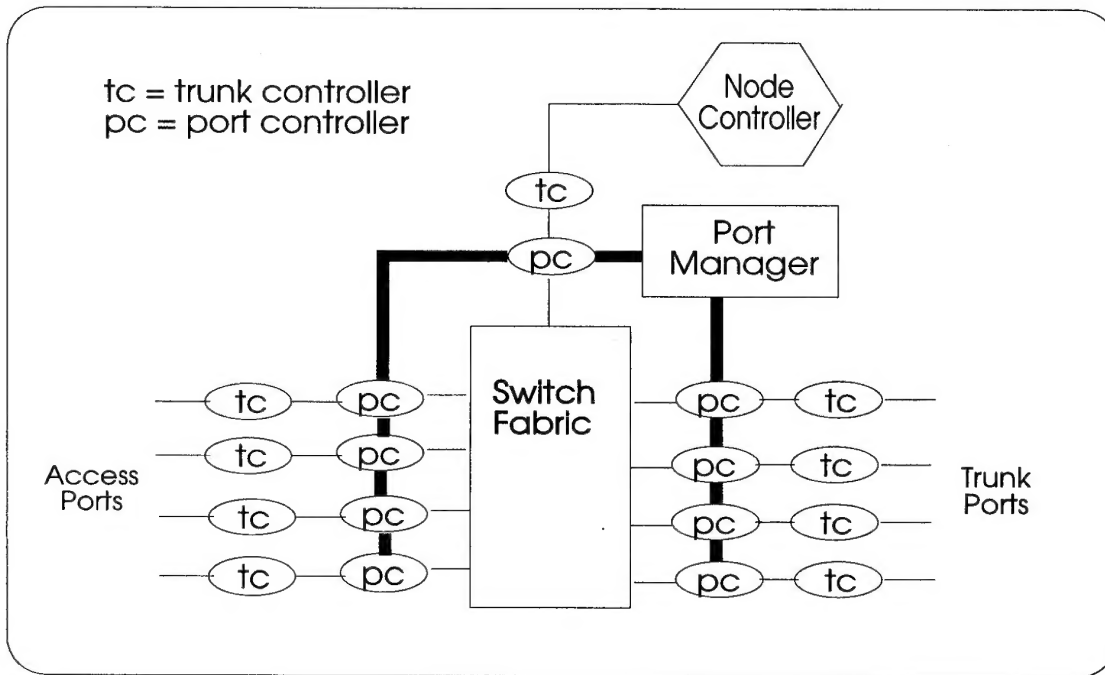 tc = trunk controller
pc = port controller
Node
Controller
tc
pc
Port
Manager
Switch
Fabric
Access
Ports
tc
pc
tc
pc
tc
pc
tc
pc
pc
tc
pc
tc
pc
tc
pc
tc
Trunk
Ports